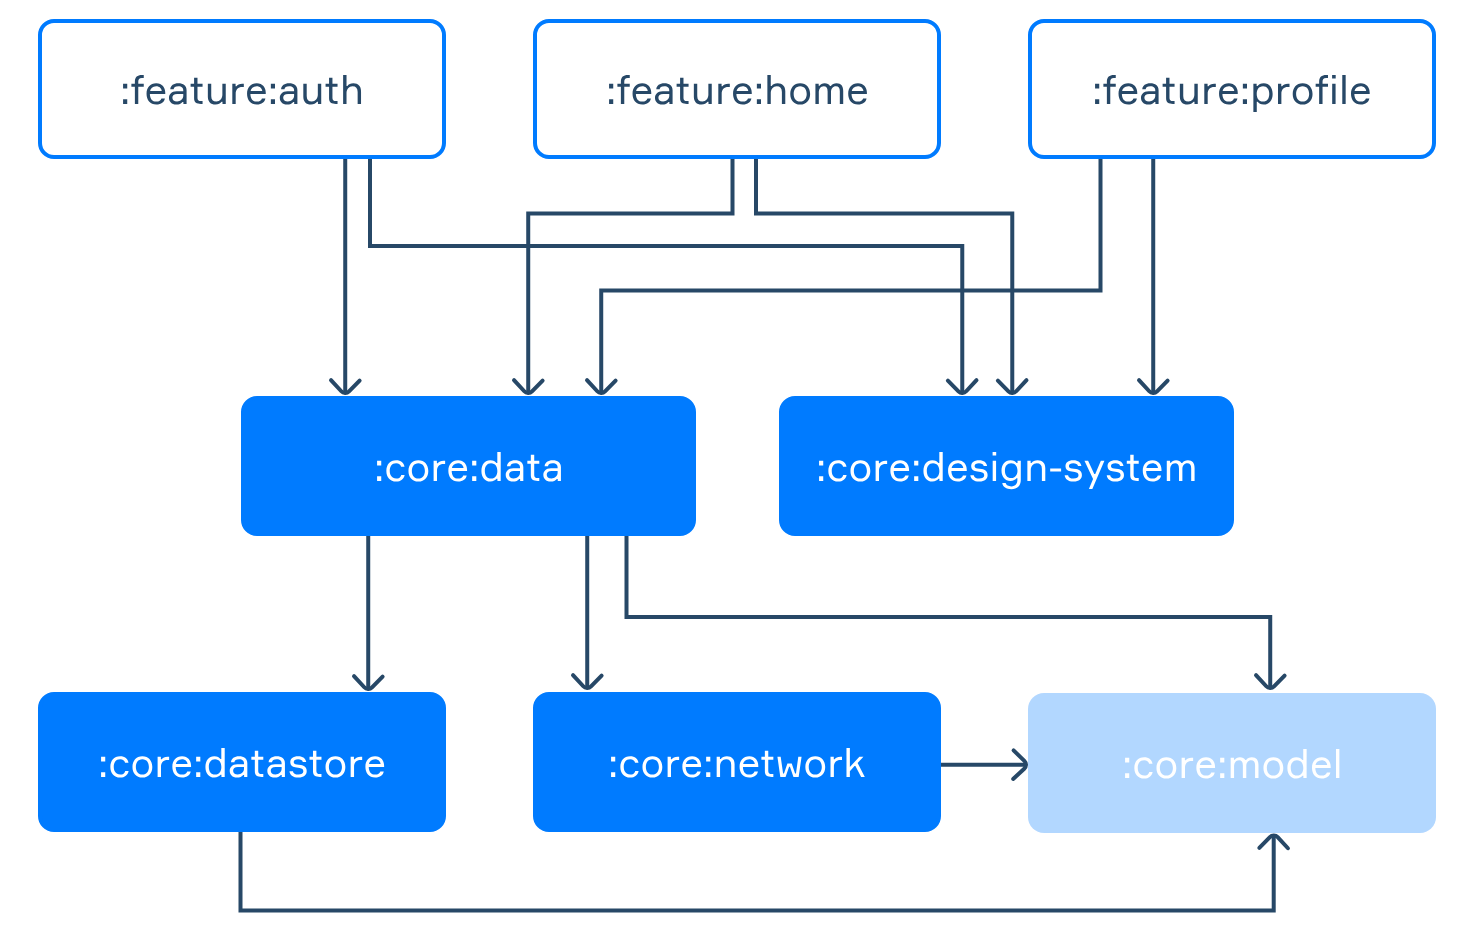 :feature:auth
:feature:home
:feature:profile
:core:data
:core:design-system
:core:datastore
:core:network
:core:model